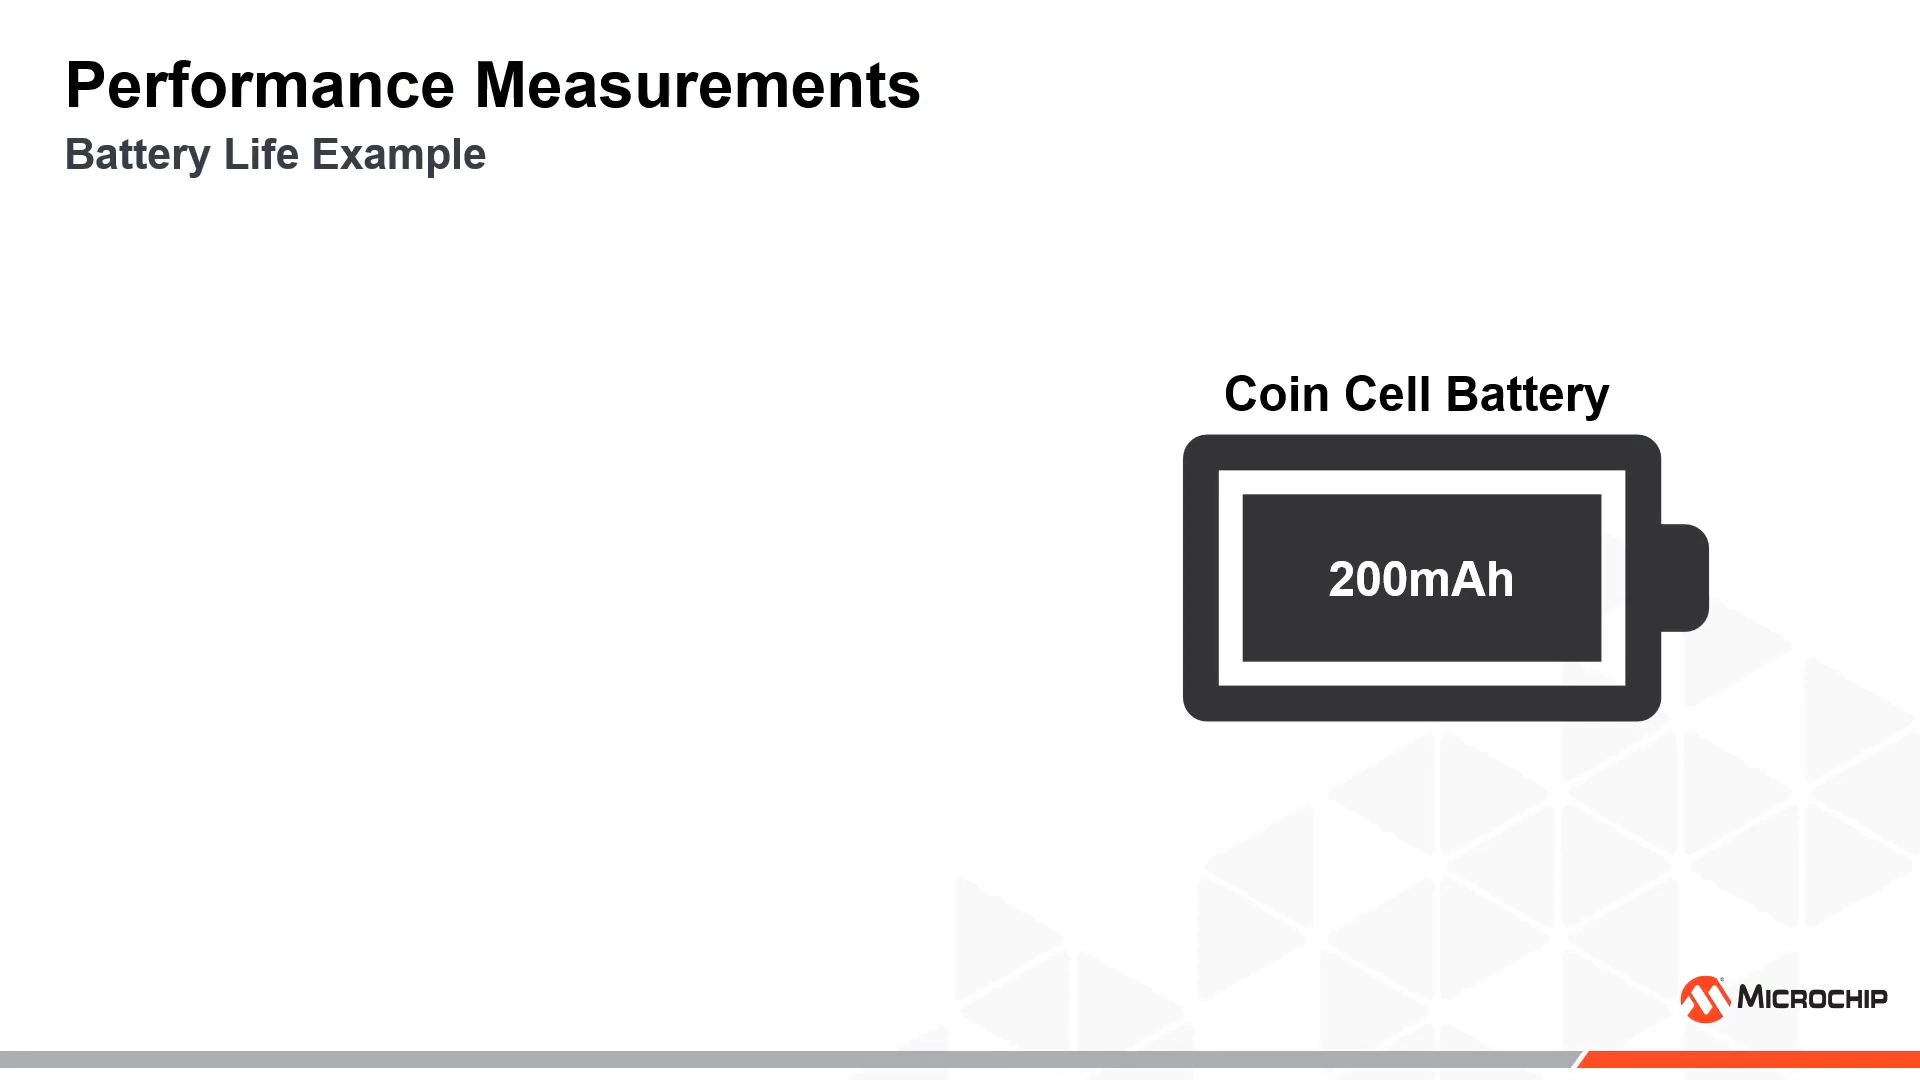 Performance Measurements
Battery Life Example
Coin Cell Battery
200mAh
MICROCHIP